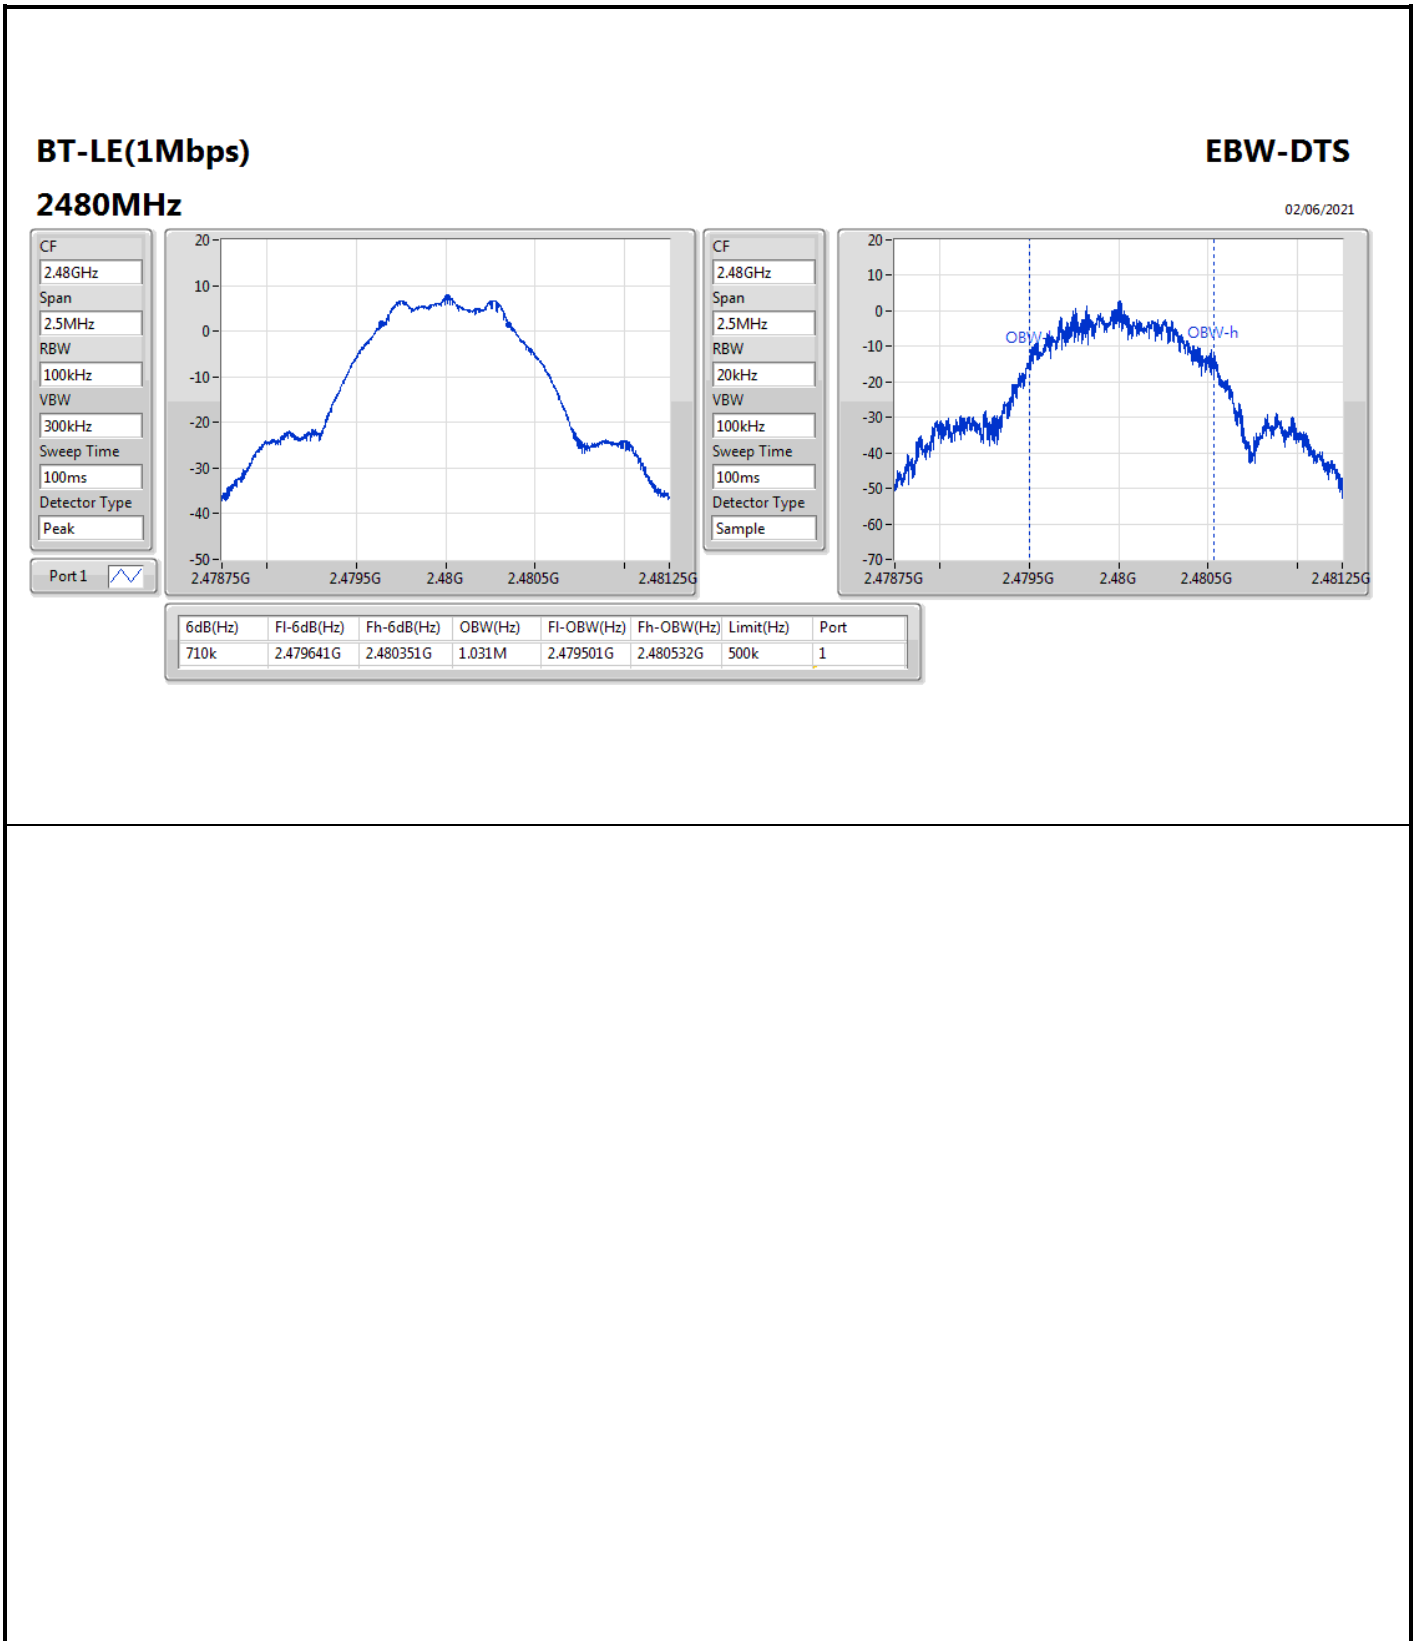 BT-LE(1Mbps)
EBW-DTS
2480MHz
02/06/2021
CF
2.48GHz
Span
2.5MHz
RBW
100kHz
VBW
300kHz
Sweep Time
100ms
Detector Type
Peak
Port 1
20
10
0
-10
-20
-30
-40
-50
2.47875G
2.4795G
2.48G
2.4805G
2.48125G
CF
2.48GHz
Span
2.5MHz
RBW
20kHz
VBW
100kHz
Sweep Time
100ms
Detector Type
Sample
20
10
0
-10
-20
-30
-40
-50
-60
-70
OBW-h
2.47875G
2.4795G
2.48G
2.4805G
2.48125G
6dB(Hz) Fl-6dB(Hz) Fh-6dB(Hz) OBW(Hz) Fl-OBW(Hz) Fh-OBW(Hz) Limit(Hz) Port
710k 2.479641G 2.480351G 1.031M 2.479501G 2.480532G 500k 1